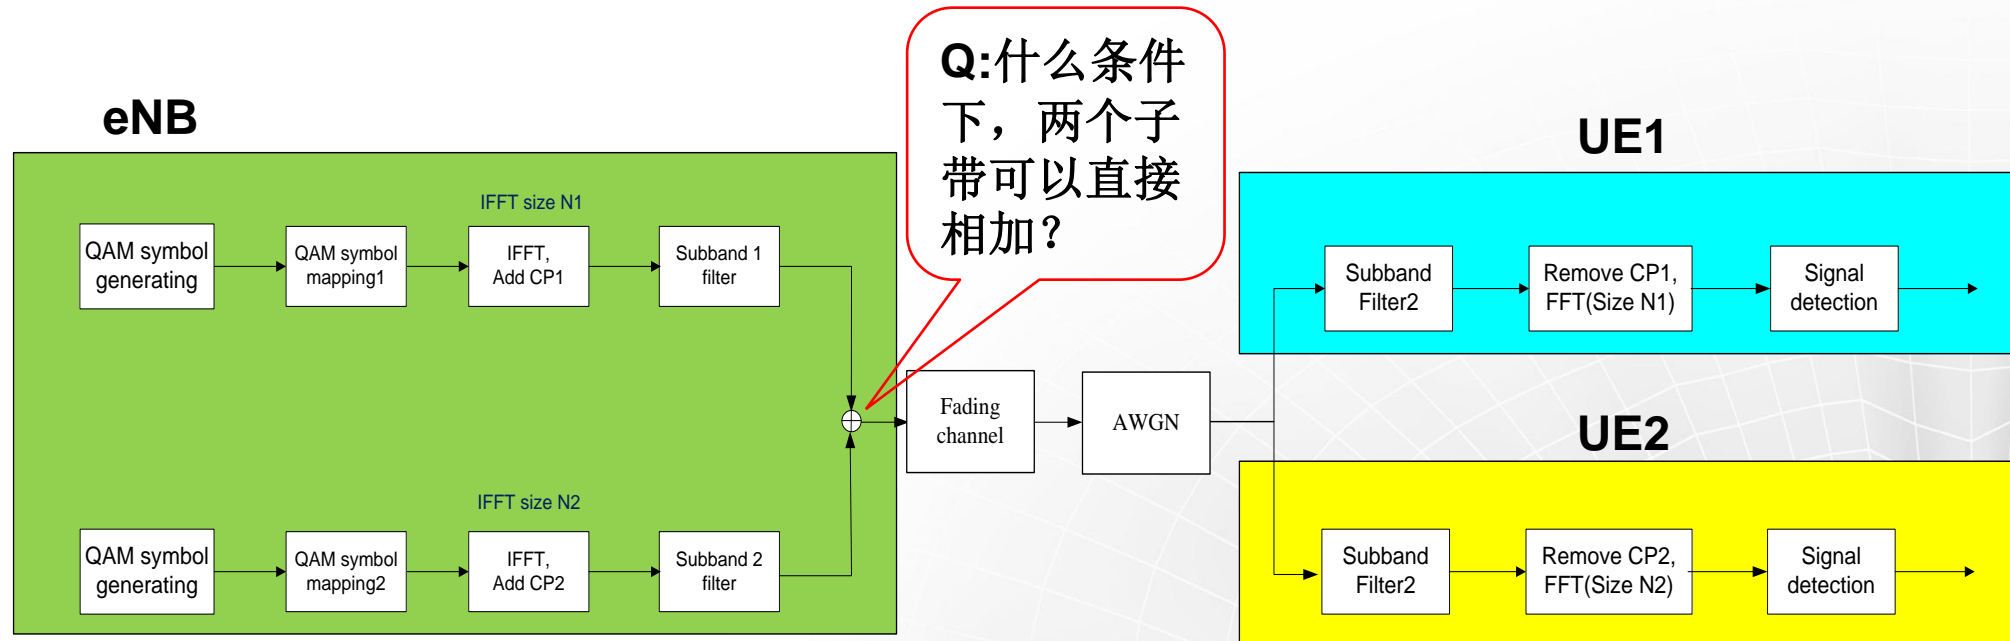 Q:什么条件
下，两个子
带可以直接
相加？
eNB
IFFT size N1
QAM symbol
generating
QAM symbol
mapping1
IFFT,
Add CP1
Subband 1
filter
IFFT size N2
QAM symbol
generating
QAM symbol
mapping2
IFFT,
Add CP2
Subband 2
filter
Fading
channel
AWGN
UE1
Subband
Filter2
Remove CP1,
FFT(Size N1)
Signal
detection
UE2
Subband
Filter2
Remove CP2,
FFT(Size N2)
Signal
detection